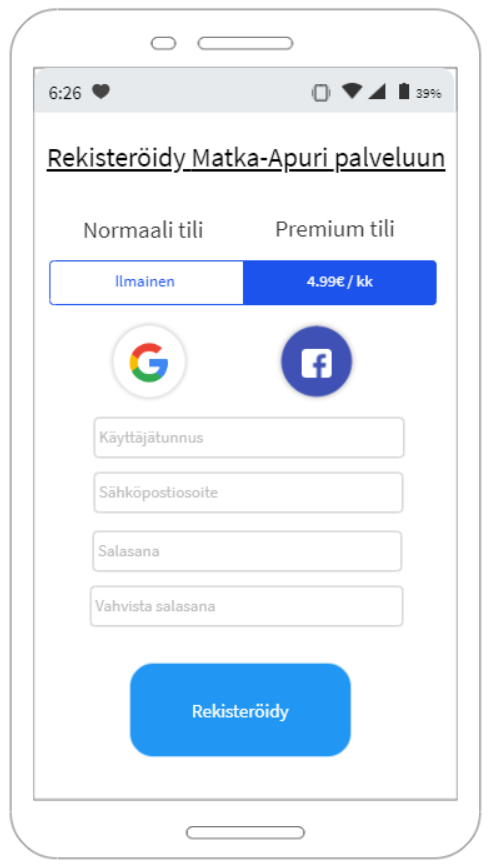 6:26
39%
Rekisteröidy Matka-Apuri palveluun
Normaali tili
Premium tili
Ilmainen
4.99€ / kk
Käyttäjätunnus
Sähköpostiosoite
Salasana
Vahvista salasana
Rekisteröidy